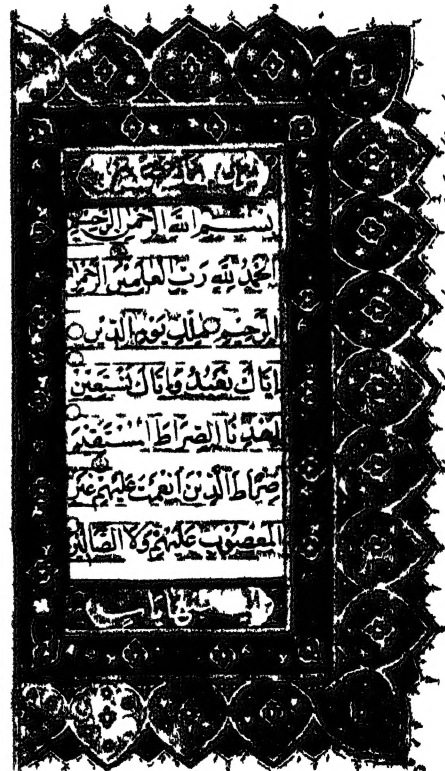 بسم الله الرحمن الرحيم
الحمد لله رب العلمين الرحمن
الرحيم ملك يوم الدين
اياك نعبد واياك نستعين
اهدنا الصراط المستقيم
صراط الذين انعمت عليهم غير
المغضوب عليهم ولا الضالين